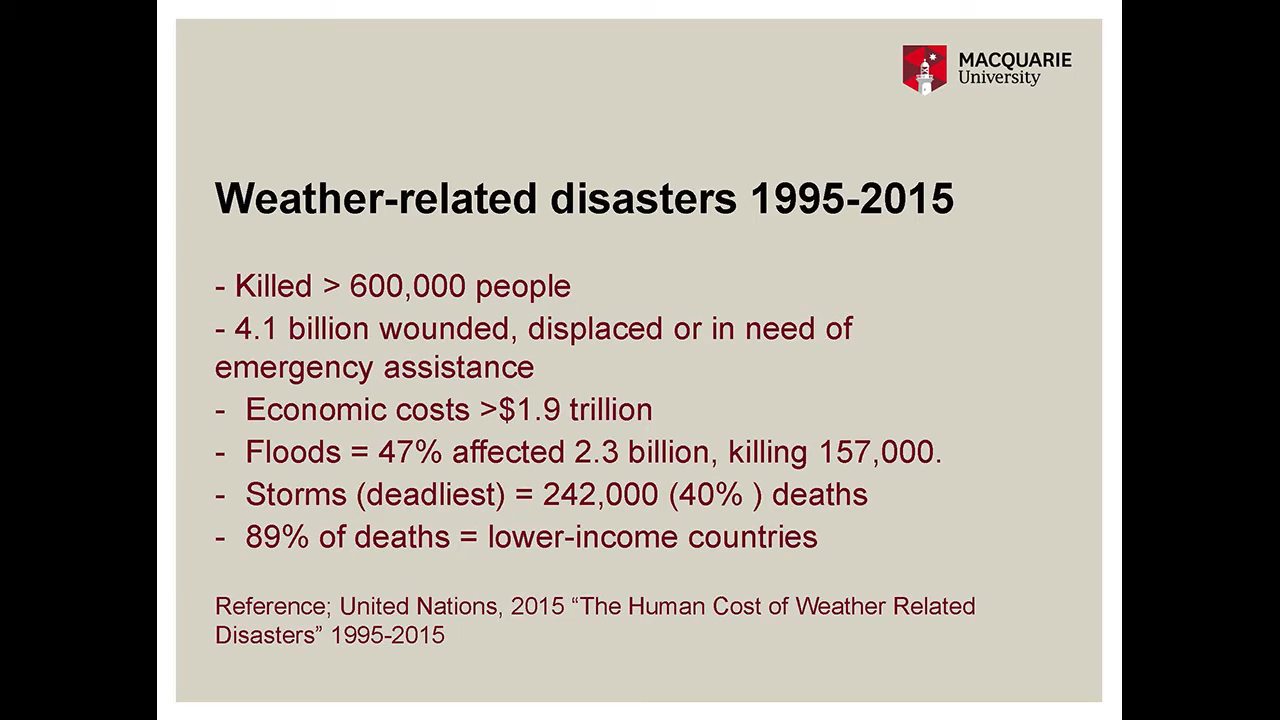 MACQUARIE
University
Weather-related disasters 1995-2015
- Killed > 600,000 people
- 4.1 billion wounded, displaced or in need of
emergency assistance
- Economic costs >$1.9 trillion
- Floods = 47% affected 2.3 billion, killing 157,000.
- Storms (deadliest) = 242,000 (40% ) deaths
- 89% of deaths = lower-income countries
Reference; United Nations, 2015 “The Human Cost of Weather Related
Disasters” 1995-2015